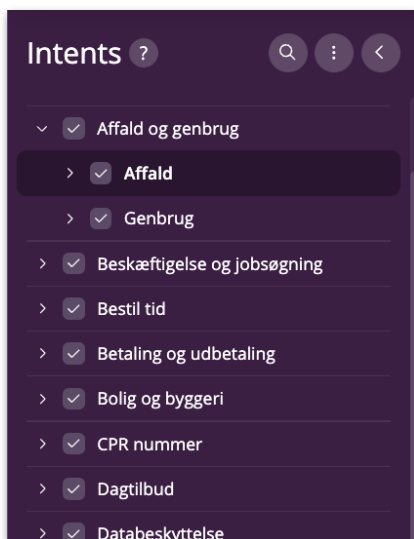 Intents ?
Affald og genbrug
Affald
Genbrug
Beskæftigelse og jobsøgning
Bestil tid
Betaling og udbetaling
Bolig og byggeri
CPR nummer
Dagtilbud
Databeskyttelse